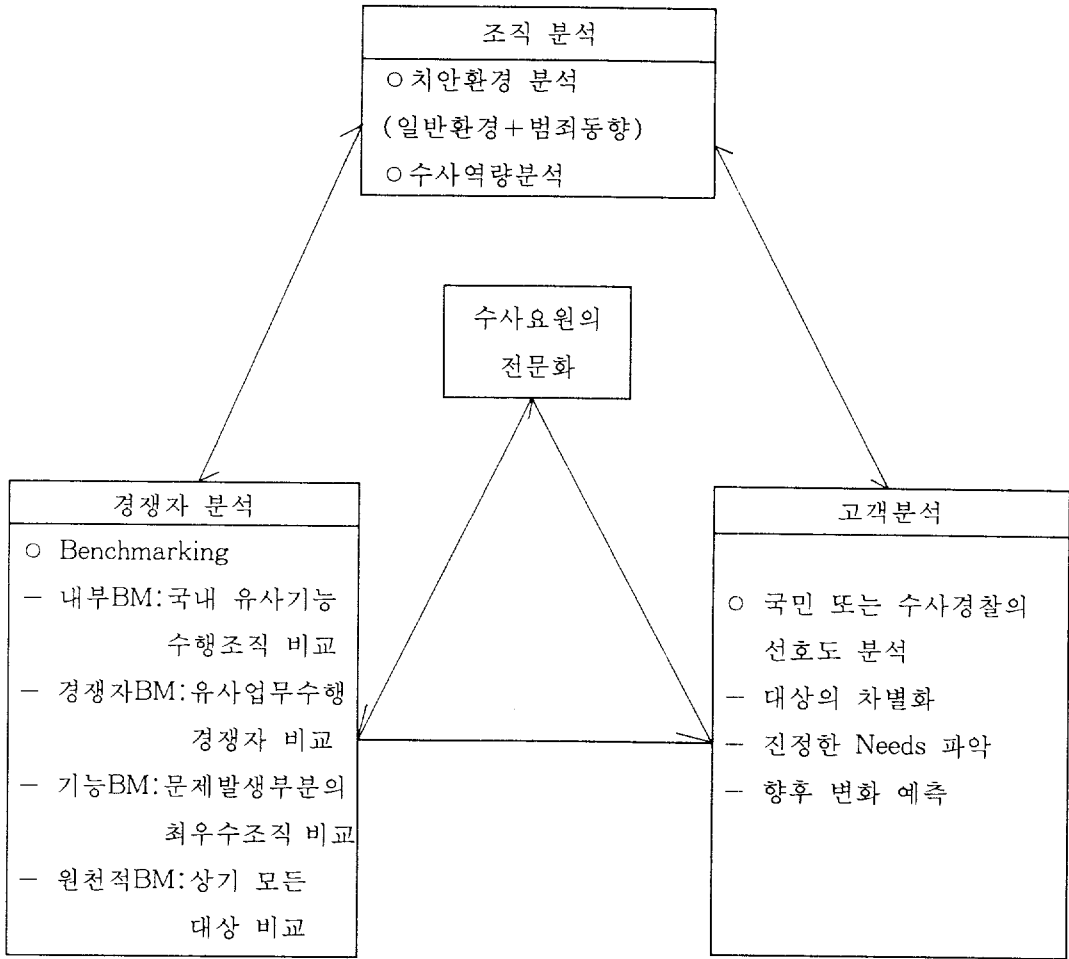 조직 분석
○ 치안환경 분석
(일반환경+범죄동향)
○ 수사역량분석
수사요원의
전문화
경쟁자 분석
○ Benchmarking
- 내부BM:국내 유사기능
수행조직 비교
- 경쟁자BM:유사업무수행
경쟁자 비교
- 기능BM:문제발생부분의
최우수조직 비교
- 원천적BM:상기 모든
대상 비교
고객분석
○ 국민 또는 수사경찰의
선호도 분석
- 대상의 차별화
- 진정한 Needs 파악
- 향후 변화 예측